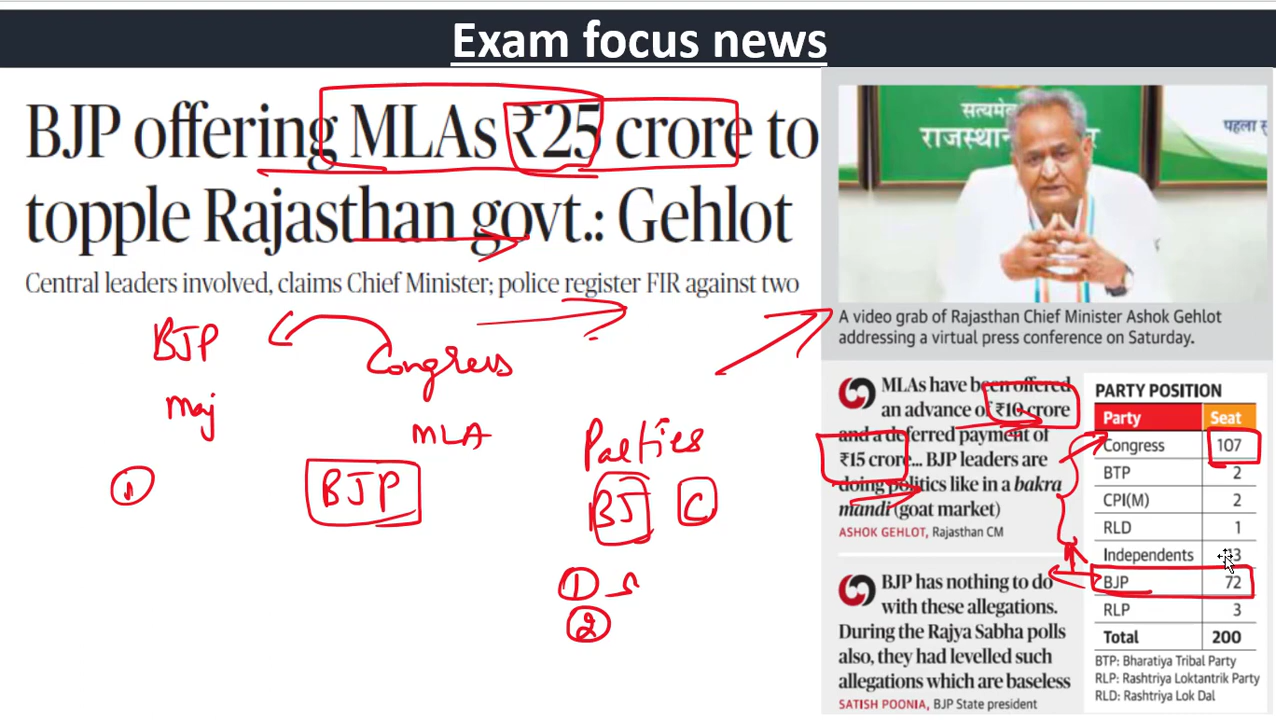 Exam focus news
BJP offering MLAs ₹25 crore to
topple Rajasthan govt.: Gehlot
Central leaders involved, claims Chief Minister; police register FIR against two
सत्यमेव
राजस्थान
पहला
A video grab of Rajasthan Chief Minister Ashok Gehlot
addressing a virtual press conference on Saturday.
BJP
Congress
Maj
MLA
Parties
1
BJP
BJ C
1 S
2
MLAs have been offered
an advance of ₹10 crore
and a deferred payment of
₹15 crore... BJP leaders are
doing politics like in a bakra
mandi (goat market)
ASHOK GEHLOT, Rajasthan CM
BJP has nothing to do
with these allegations.
During the Rajya Sabha polls
also, they had levelled such
allegations which are baseless
SATISH POONIA, BJP State president
PARTY POSITION
Party Seat
Congress 107
BTP 2
CPI(M) 2
RLD 1
Independents 13
BJP 72
RLP 3
Total 200
BTP: Bharatiya Tribal Party
RLP: Rashtriya Loktantrik Party
RLD: Rashtriya Lok Dal